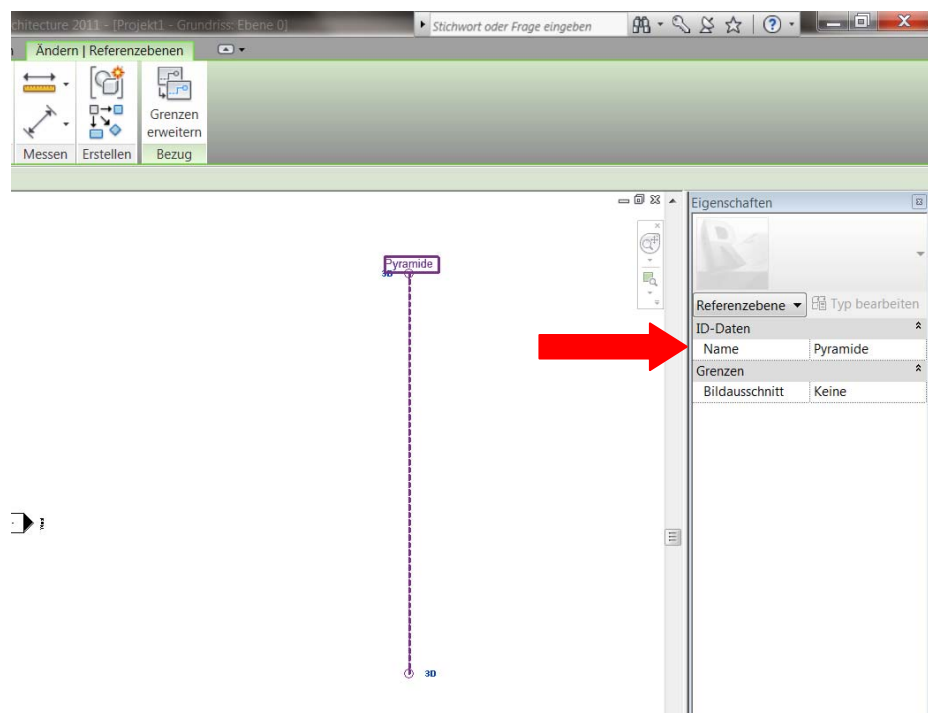 chitecture 2011 - [Projekt1 - Grundriss: Ebene 0]
Stichwort oder Frage eingeben
Ändern | Referenzebenen
Grenzen
erweitern
Messen
Erstellen
Bezug
Eigenschaften
Pyramide
3D
Referenzebene
Typ bearbeiten
ID-Daten
Name Pyramide
Grenzen
Bildausschnitt Keine
3D